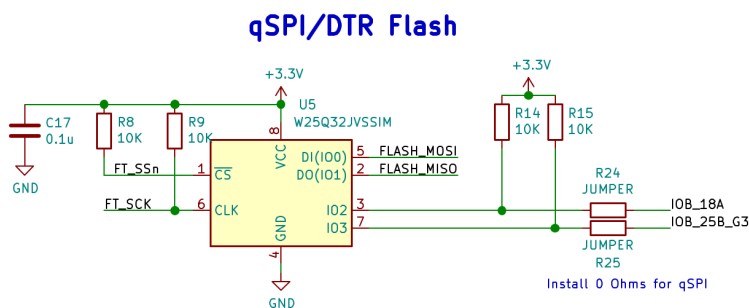 qSPI/DTR Flash
+3.3V
+3.3V
U5
W25Q32JVSSIM
C17
0.1u
R8
10K
R9
10K
R14
10K
R15
10K
8
VCC
DI(IO0)
5
FLASH_MOSI
FT_SSn
1
CS
DO(IO1)
2
FLASH_MISO
GND
R24
JUMPER
FT_SCK
6
CLK
IO2
3
IOB_18A
IO3
7
IOB_25B_G3
GND
4
JUMPER
R25
Install 0 Ohms for qSPI
GND